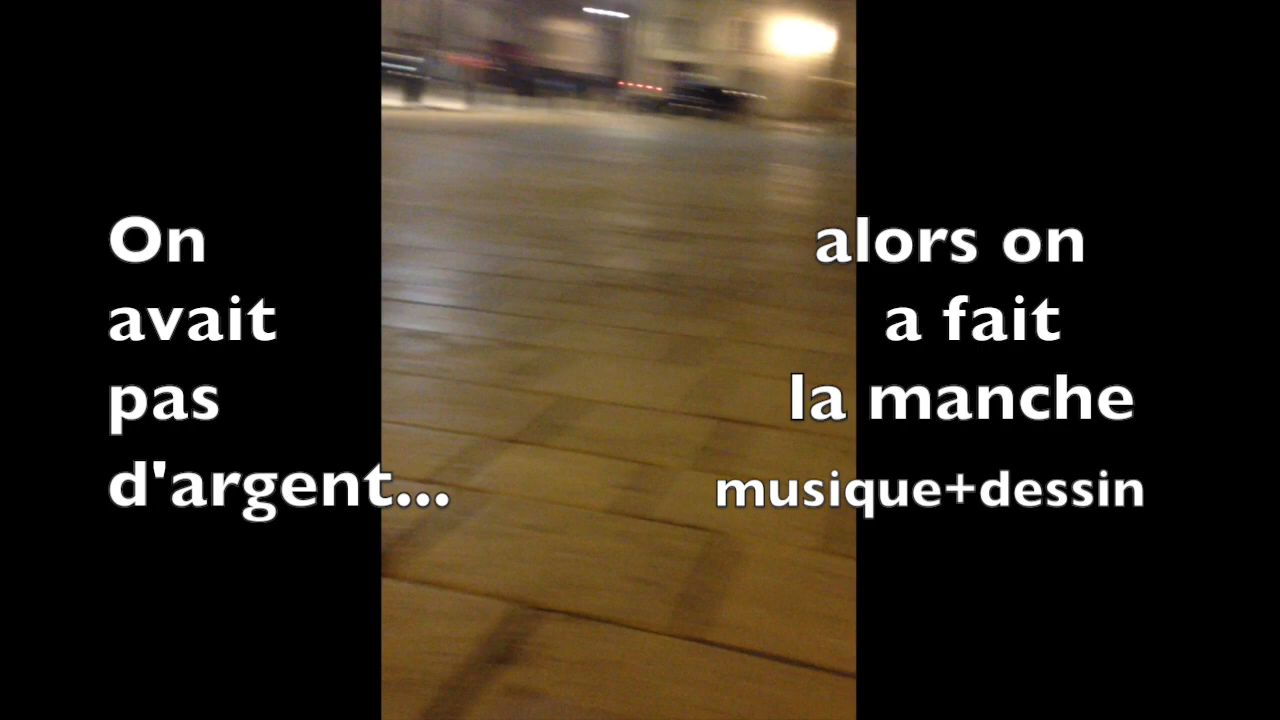 On
avait
pas
d'argent...
alors on
a fait
la manche
musique+dessin